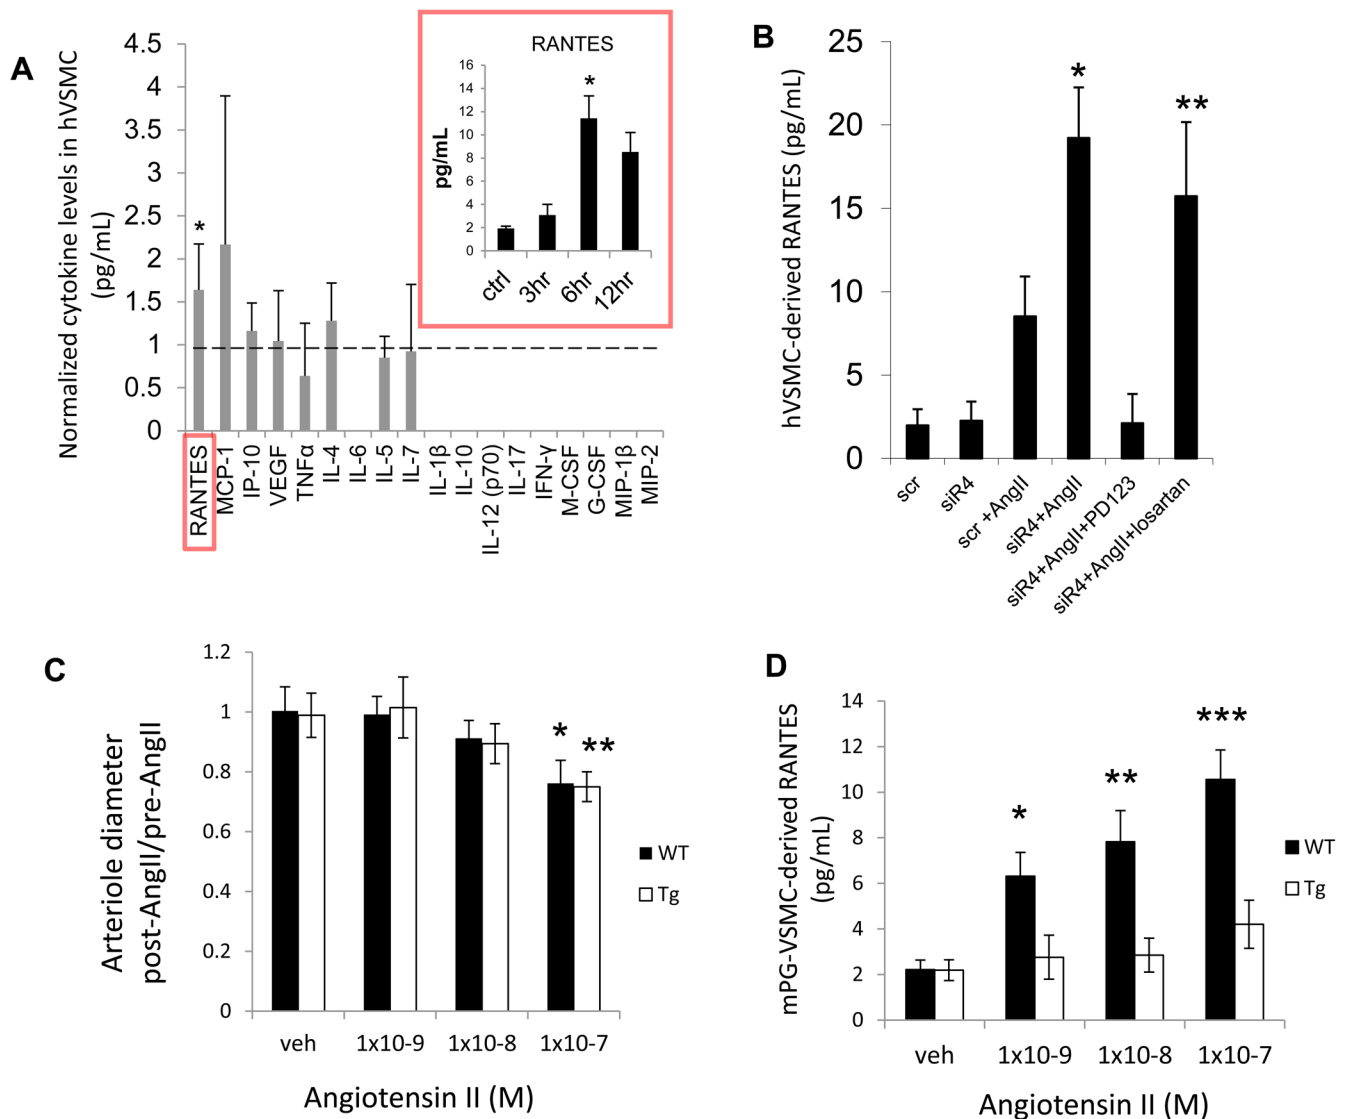 A
Normalized cytokine levels in hVSMC
(pg/mL)
4.5
4
3.5
3
2.5
2
1.5
1
0.5
0
*
RANTES
MCP-1
IP-10
VEGF
TNFα
IL-4
IL-6
IL-5
IL-7
IL-1β
IL-10
IL-12 (p70)
IL-17
IFN-γ
M-CSF
G-CSF
MIP-1β
MIP-2
RANTES
pg/mL
16
14
12
10
8
6
4
2
0
*
ctrl
3hr
6hr
12hr
B
hVSMC-derived RANTES (pg/mL)
25
20
15
10
5
0
*
**
scr
siR4
scr +AngII
siR4+AngII
siR4+AngII+PD123
siR4+AngII+losartan
C
Arteriole diameter
post-AngII/pre-AngII
1.2
1
0.8
0.6
0.4
0.2
0
*
**
WT
Tg
veh
1x10-9
1x10-8
1x10-7
Angiotensin II (M)
D
mPG-VSMC-derived RANTES
(pg/mL)
14
12
10
8
6
4
2
0
*
**
***
WT
Tg
veh
1x10-9
1x10-8
1x10-7
Angiotensin II (M)